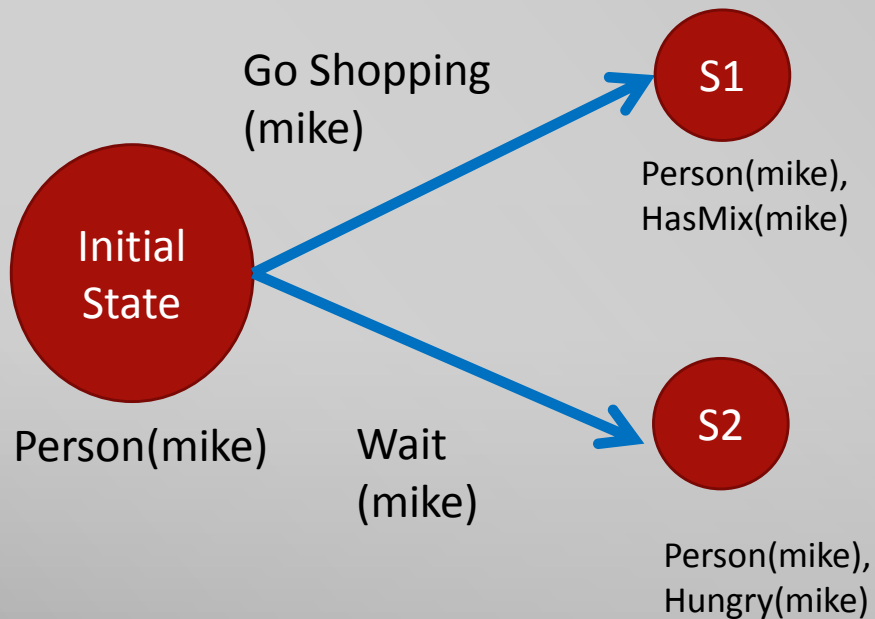 Go Shopping
(mike)
S1
Person(mike),
HasMix(mike)
Initial
State
Person(mike)
Wait
(mike)
S2
Person(mike),
Hungry(mike)